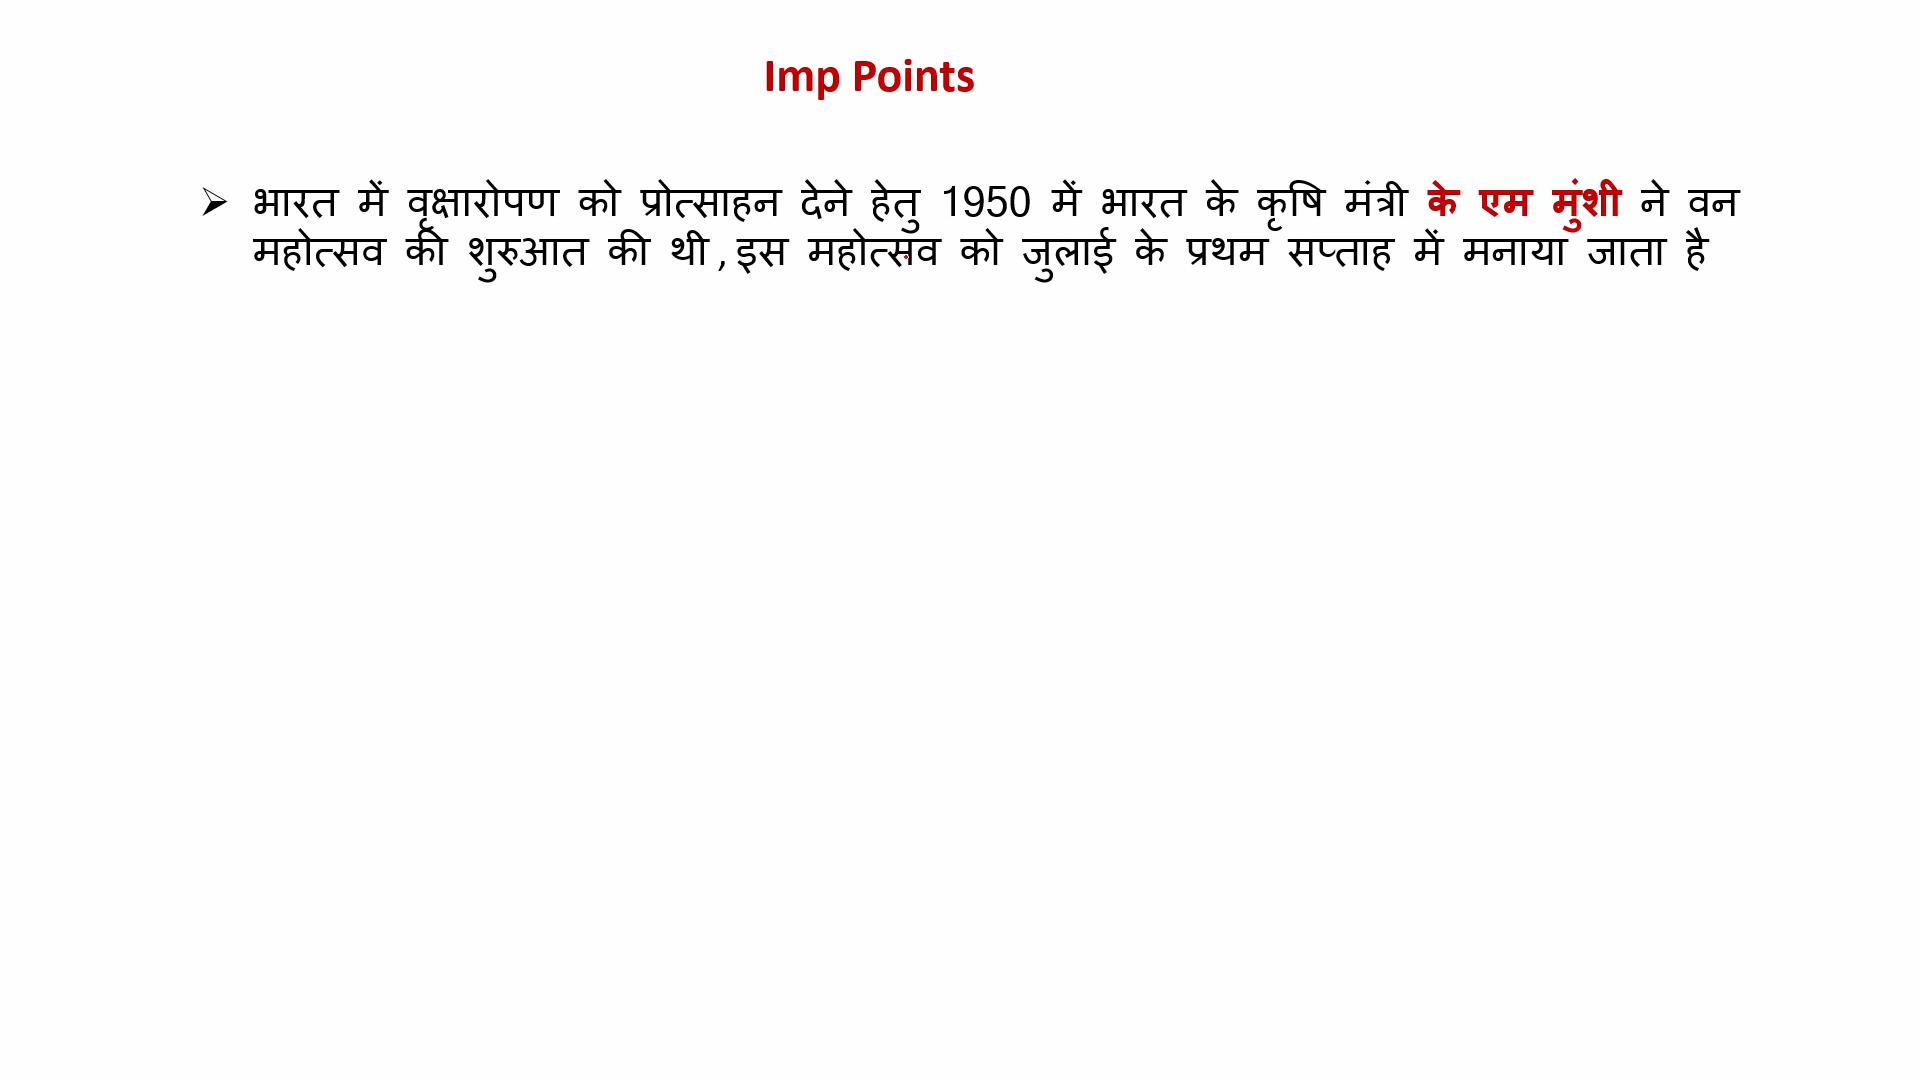 Imp Points
➢ भारत में वृक्षारोपण को प्रोत्साहन देने हेतु 1950 में भारत के कृषि मंत्री के एम मुंशी ने वन
महोत्सव की शुरुआत की थी , इस महोत्सव को जुलाई के प्रथम सप्ताह में मनाया जाता है